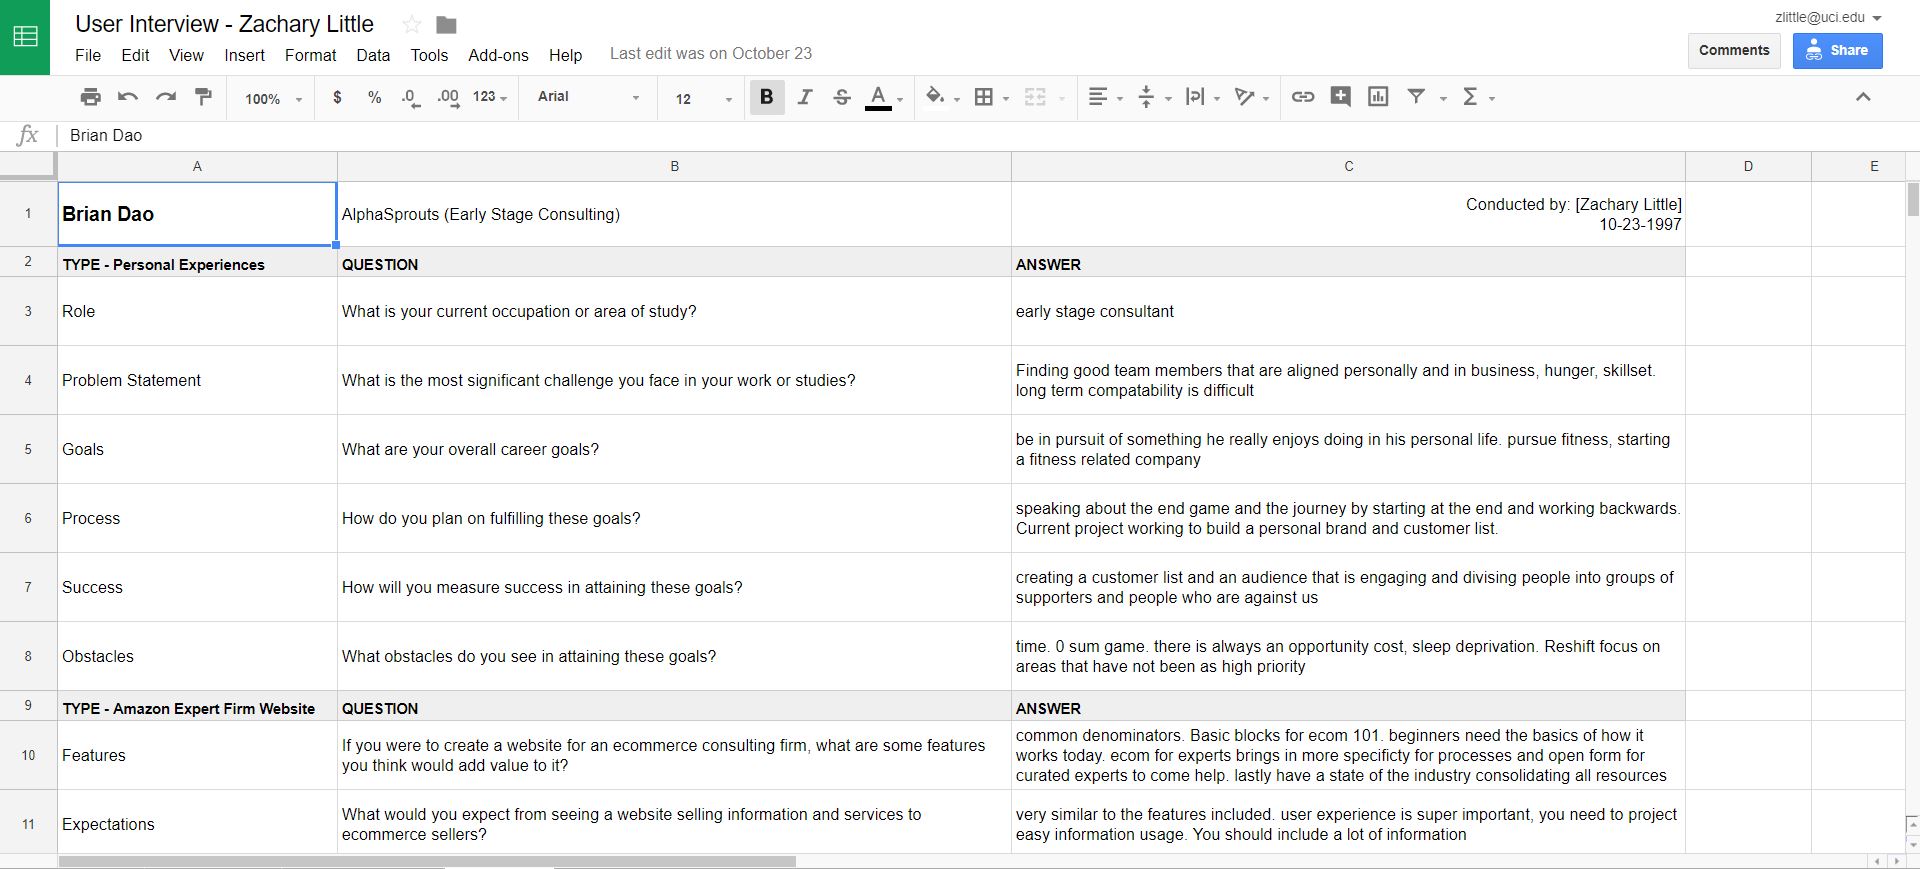 User Interview - Zachary Little
zlittle@uci.edu
File Edit View Insert Format Data Tools Add-ons Help Last edit was on October 23
Comments Share
100% $ % .0 .00 123 Arial 12 B I S A Σ
fx Brian Dao
A B C D E
1 Brian Dao AlphaSprouts (Early Stage Consulting) Conducted by: [Zachary Little]
10-23-1997
2 TYPE - Personal Experiences QUESTION ANSWER
3 Role What is your current occupation or area of study? early stage consultant
4 Problem Statement What is the most significant challenge you face in your work or studies? Finding good team members that are aligned personally and in business, hunger, skillset.
long term compatability is difficult
5 Goals What are your overall career goals? be in pursuit of something he really enjoys doing in his personal life. pursue fitness, starting
a fitness related company
6 Process How do you plan on fulfilling these goals? speaking about the end game and the journey by starting at the end and working backwards.
Current project working to build a personal brand and customer list.
7 Success How will you measure success in attaining these goals? creating a customer list and an audience that is engaging and divising people into groups of
supporters and people who are against us
8 Obstacles What obstacles do you see in attaining these goals? time. 0 sum game. there is always an opportunity cost, sleep deprivation. Reshift focus on
areas that have not been as high priority
9 TYPE - Amazon Expert Firm Website QUESTION ANSWER
10 Features If you were to create a website for an ecommerce consulting firm, what are some features
you think would add value to it?
common denominators. Basic blocks for ecom 101. beginners need the basics of how it
works today. ecom for experts brings in more specificty for processes and open form for
curated experts to come help. lastly have a state of the industry consolidating all resources
11 Expectations What would you expect from seeing a website selling information and services to
ecommerce sellers?
very similar to the features included. user experience is super important, you need to project
easy information usage. You should include a lot of information